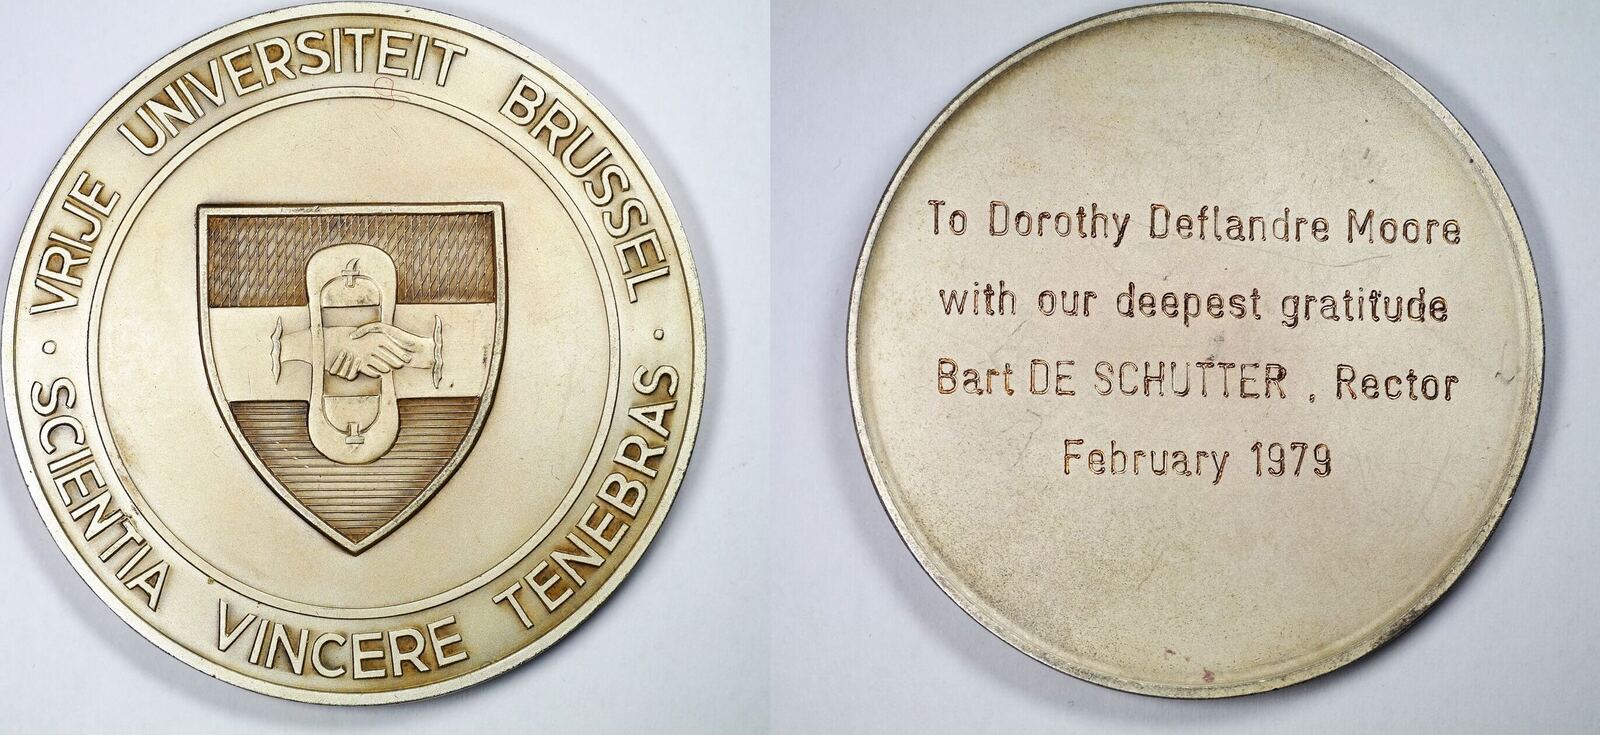 · VRIJE UNIVERSITEIT BRUSSEL ·
SCIENTIA VINCERE TENEBRAS
To Dorothy Deflandre Moore
with our deepest gratitude
Bart DE SCHUTTER , Rector
February 1979